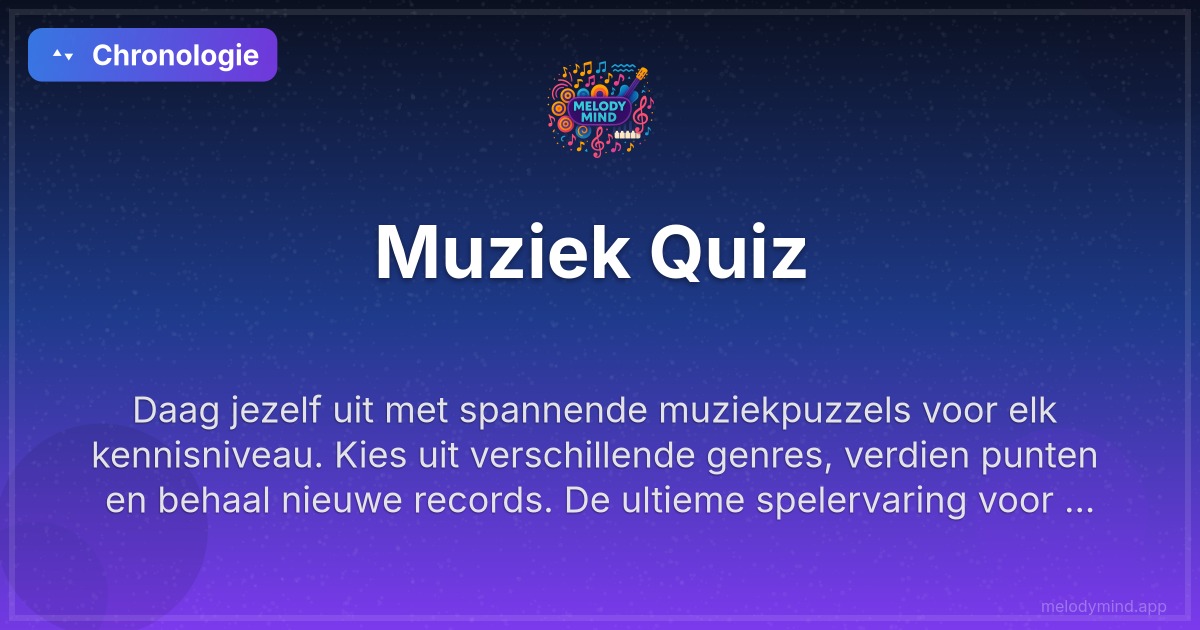 Chronologie
MELODY
MIND
Muziek Quiz
Daag jezelf uit met spannende muziekpuzzels voor elk
kennisniveau. Kies uit verschillende genres, verdien punten
en behaal nieuwe records. De ultieme spelervaring voor ...
melodymind.app